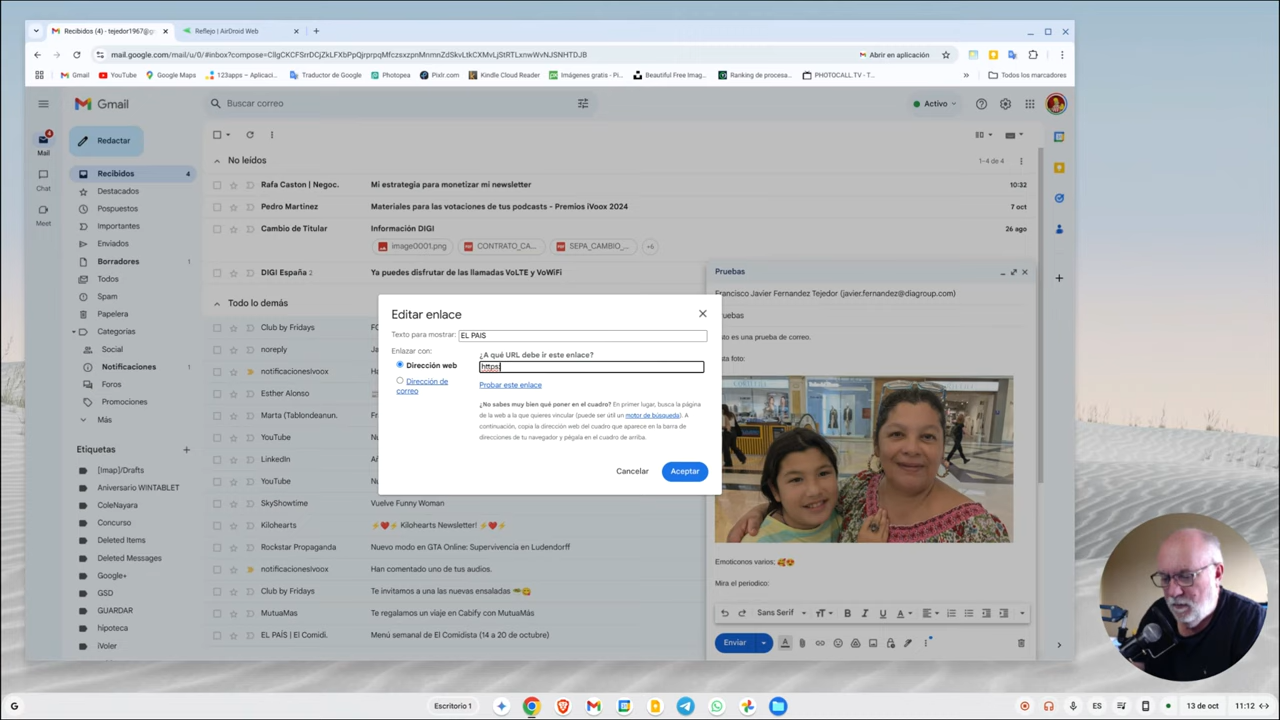 Recibidos (4) - tejedor1967@g
Reflejo | AirDroid Web
mail.google.com/mail/u/0/#inbox?compose=
Abrir en aplicación
Gmail
YouTube
Google Maps
123apps – Aplicaci...
Traductor de Google
Photopea
Pixlr.com
Kindle Cloud Reader
Imágenes gratis - Pi...
Beautiful Free Imag...
Ranking de procesa...
PHOTOCALL.TV - T...
Todos los marcadores
Gmail
Buscar correo
Activo
4
Mail
Chat
Meet
Redactar
Recibidos 4
Destacados
Pospuestos
Importantes
Enviados
Borradores 1
Todos
Spam
Papelera
Categorías
Social
Notificaciones 1
Foros
Promociones
Más
Etiquetas
[Imap]/Drafts
Aniversario WINTABLET
ColeNayara
Concurso
Deleted Items
Deleted Messages
Google+
GSD
GUARDAR
hipoteca
iVoler
No leídos
1–4 de 4
Rafa Caston | Negoc. Mi estrategia para monetizar mi newsletter 10:32
Pedro Martinez Materiales para las votaciones de tus podcasts - Premios iVoox 2024 7 oct
Cambio de Titular Información DIGI 26 ago
image0001.png CONTRATO_CA... SEPA_CAMBIO_... +6
DIGI España 2 Ya puedes disfrutar de las llamadas VoLTE y VoWiFi
Todo lo demás
Club by Fridays
noreply
notificacionesivoox
Esther Alonso
notificacionesivoox
Marta (Tablondeanun.
YouTube
LinkedIn
YouTube
SkyShowtime Vuelve Funny Woman
Kilohearts ⚡❤️⚡ Kilohearts Newsletter! ⚡❤️⚡
Rockstar Propaganda Nuevo modo en GTA Online: Supervivencia en Ludendorff
notificacionesivoox Han comentado uno de tus audios.
Club by Fridays Te invitamos a una las nuevas ensaladas 🥗😋
MutuaMas Te regalamos un viaje en Cabify con MutuaMás
EL PAÍS | El Comidi. Menú semanal de El Comidista (14 a 20 de octubre)
Editar enlace
Texto para mostrar: EL PAIS
Enlazar con:
Dirección web
Dirección de
correo
¿A qué URL debe ir este enlace?
https:
Probar este enlace
¿No sabes muy bien qué poner en el cuadro? En primer lugar, busca la página
de la web a la que quieres vincular (puede ser útil un motor de búsqueda). A
continuación, copia la dirección web del cuadro que aparece en la barra de
direcciones de tu navegador y pégala en el cuadro de arriba.
Cancelar
Aceptar
Pruebas
Francisco Javier Fernandez Tejedor (javier.fernandez@diagroup.com)
Emoticonos varios; 🥰😍
Mira el periodico:
Sans Serif
Enviar
G
Escritorio 1
ES
13 de oct
11:12